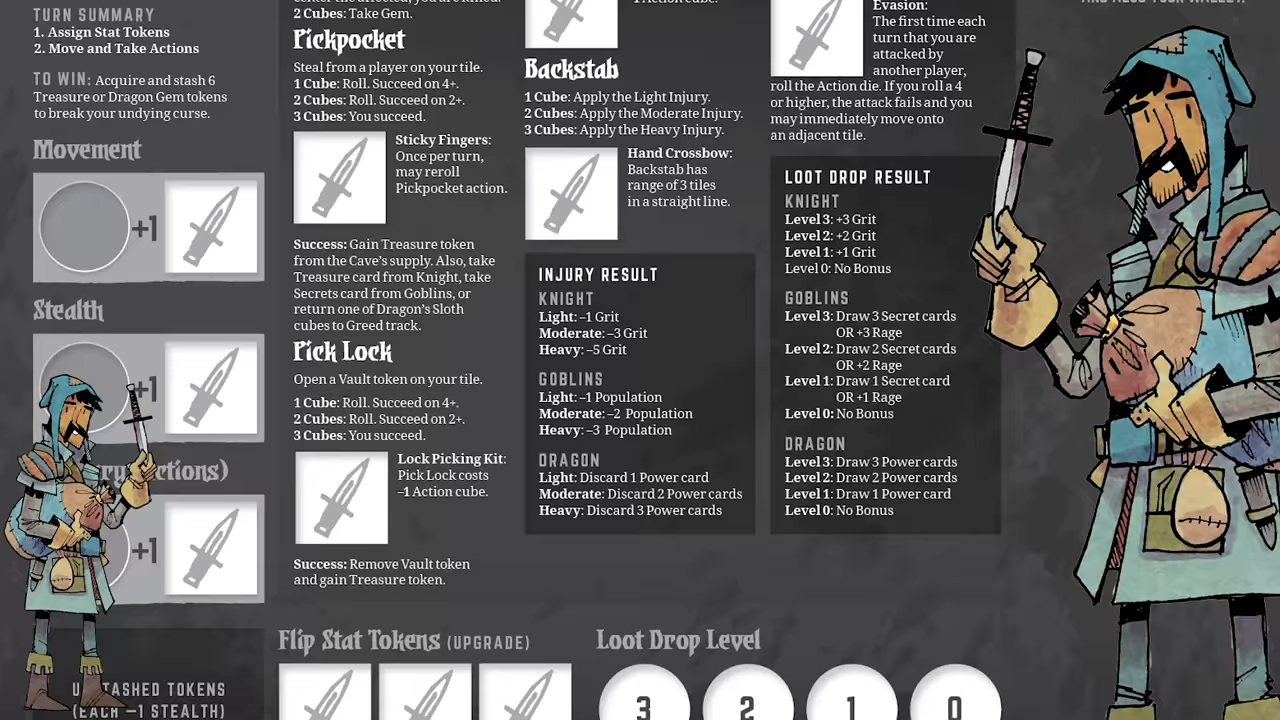 TURN SUMMARY
1. Assign Stat Tokens
2. Move and Take Actions
TO WIN: Acquire and stash 6
Treasure or Dragon Gem tokens
to break your undying curse.
Movement
+1
Stealth
+1
+1
TASHED TOKENS
(EACH –1 STEALTH)
2 Cubes: Take Gem.
Pickpocket
Steal from a player on your tile.
1 Cube: Roll. Succeed on 4+.
2 Cubes: Roll. Succeed on 2+.
3 Cubes: You succeed.
Sticky Fingers:
Once per turn,
may reroll
Pickpocket action.
Success: Gain Treasure token
from the Cave's supply. Also, take
Treasure card from Knight, take
Secrets card from Goblins, or
return one of Dragon's Sloth
cubes to Greed track.
Pick Lock
Open a Vault token on your tile.
1 Cube: Roll. Succeed on 4+.
2 Cubes: Roll. Succeed on 2+.
3 Cubes: You succeed.
Lock Picking Kit:
Pick Lock costs
–1 Action cube.
Success: Remove Vault token
and gain Treasure token.
Backstab
1 Cube: Apply the Light Injury.
2 Cubes: Apply the Moderate Injury.
3 Cubes: Apply the Heavy Injury.
Hand Crossbow:
Backstab has
range of 3 tiles
in a straight line.
INJURY RESULT
KNIGHT
Light: –1 Grit
Moderate: –3 Grit
Heavy: –5 Grit
GOBLINS
Light: –1 Population
Moderate: –2 Population
Heavy: –3 Population
DRAGON
Light: Discard 1 Power card
Moderate: Discard 2 Power cards
Heavy: Discard 3 Power cards
Evasion:
The first time each
turn that you are
attacked by
another player,
roll the Action die. If you roll a 4
or higher, the attack fails and you
may immediately move onto
an adjacent tile.
LOOT DROP RESULT
KNIGHT
Level 3: +3 Grit
Level 2: +2 Grit
Level 1: +1 Grit
Level 0: No Bonus
GOBLINS
Level 3: Draw 3 Secret cards
OR +3 Rage
Level 2: Draw 2 Secret cards
OR +2 Rage
Level 1: Draw 1 Secret card
OR +1 Rage
Level 0: No Bonus
DRAGON
Level 3: Draw 3 Power cards
Level 2: Draw 2 Power cards
Level 1: Draw 1 Power card
Level 0: No Bonus
Flip Stat Tokens (UPGRADE)
Loot Drop Level
3 2 1 0